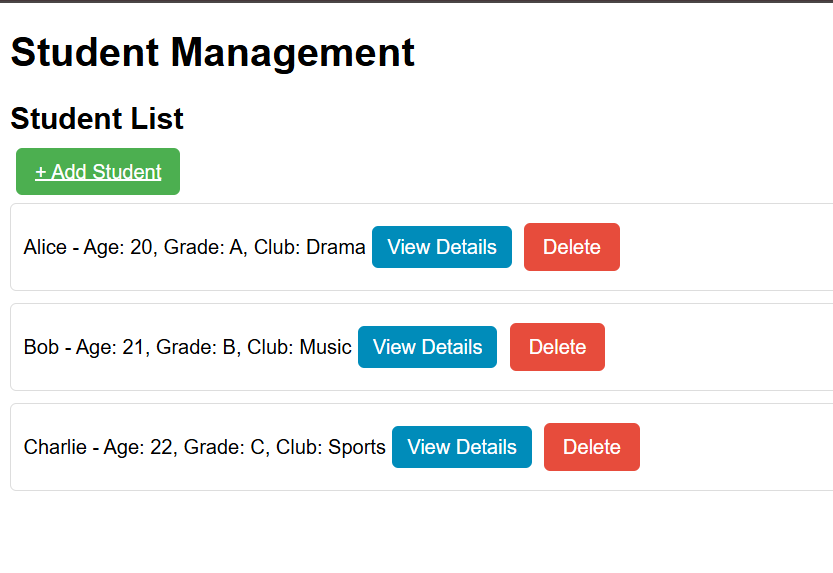 Student Management
Student List
+ Add Student
Alice - Age: 20, Grade: A, Club: Drama View Details Delete
Bob - Age: 21, Grade: B, Club: Music View Details Delete
Charlie - Age: 22, Grade: C, Club: Sports View Details Delete